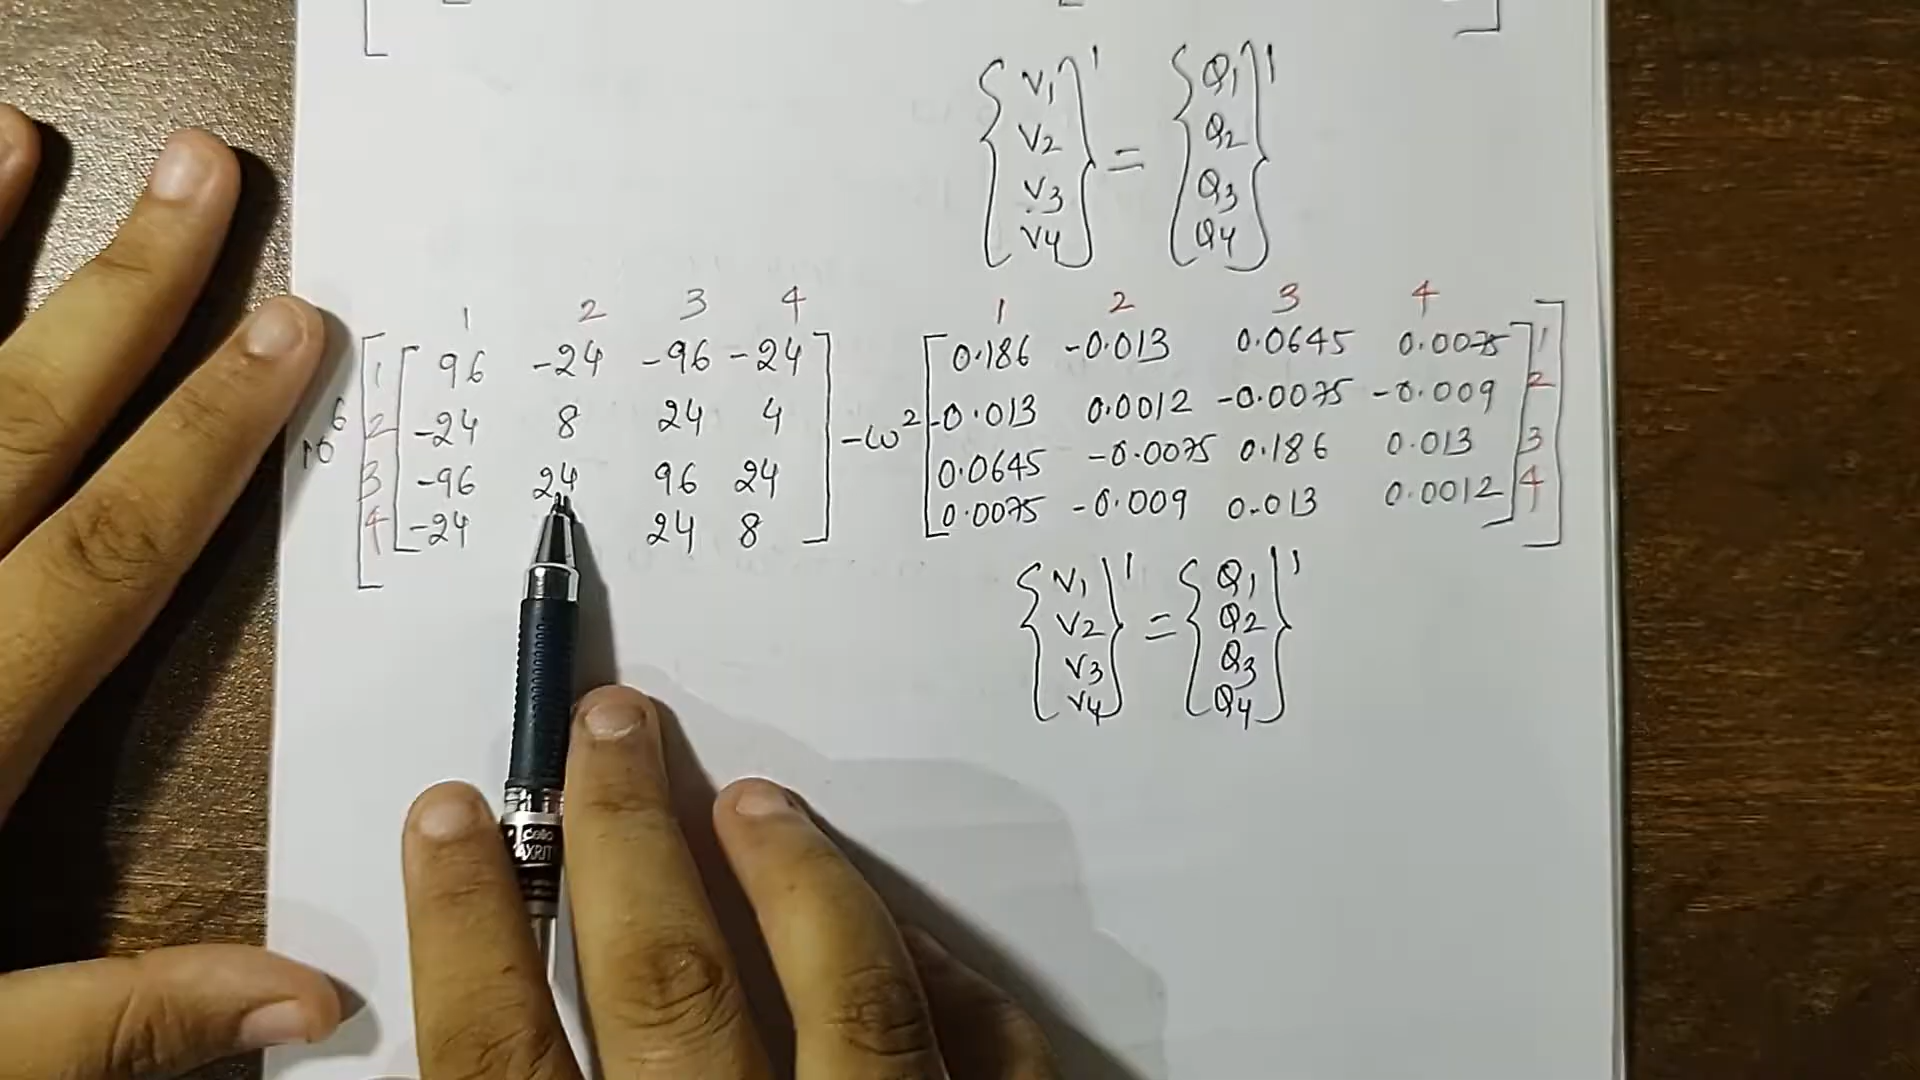 V1 ' = Q1 '
V2 Q2
V3 Q3
V4 Q4
1 2 3 4 1 2 3 4
10^6 [ 1 [ 96 -24 -96 -24 ] -ω² [ 0.186 -0.013 0.0645 0.0075 ] 1 ]
2 -24 8 24 4 -0.013 0.0012 -0.0075 -0.009 2
3 -96 24 96 24 0.0645 -0.0075 0.186 0.013 3
4 -24 24 8 0.0075 -0.009 0.013 0.0012 4
V1 ' = Q1 '
V2 Q2
V3 Q3
V4 Q4
cello